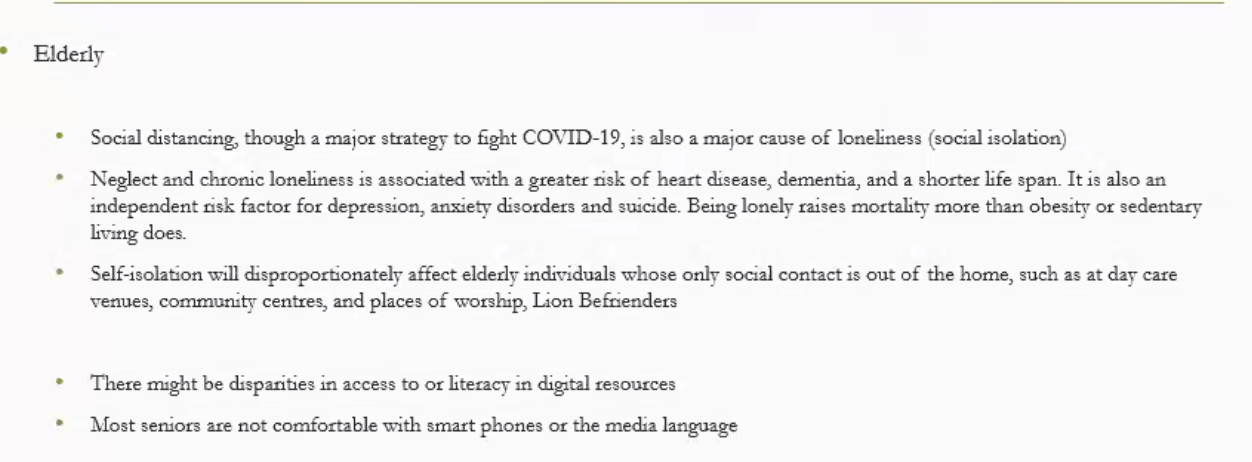 • Elderly
• Social distancing, though a major strategy to fight COVID-19, is also a major cause of loneliness (social isolation)
• Neglect and chronic loneliness is associated with a greater risk of heart disease, dementia, and a shorter life span. It is also an
independent risk factor for depression, anxiety disorders and suicide. Being lonely raises mortality more than obesity or sedentary
living does.
• Self-isolation will disproportionately affect elderly individuals whose only social contact is out of the home, such as at day care
venues, community centres, and places of worship, Lion Befrienders
• There might be disparities in access to or literacy in digital resources
• Most seniors are not comfortable with smart phones or the media language